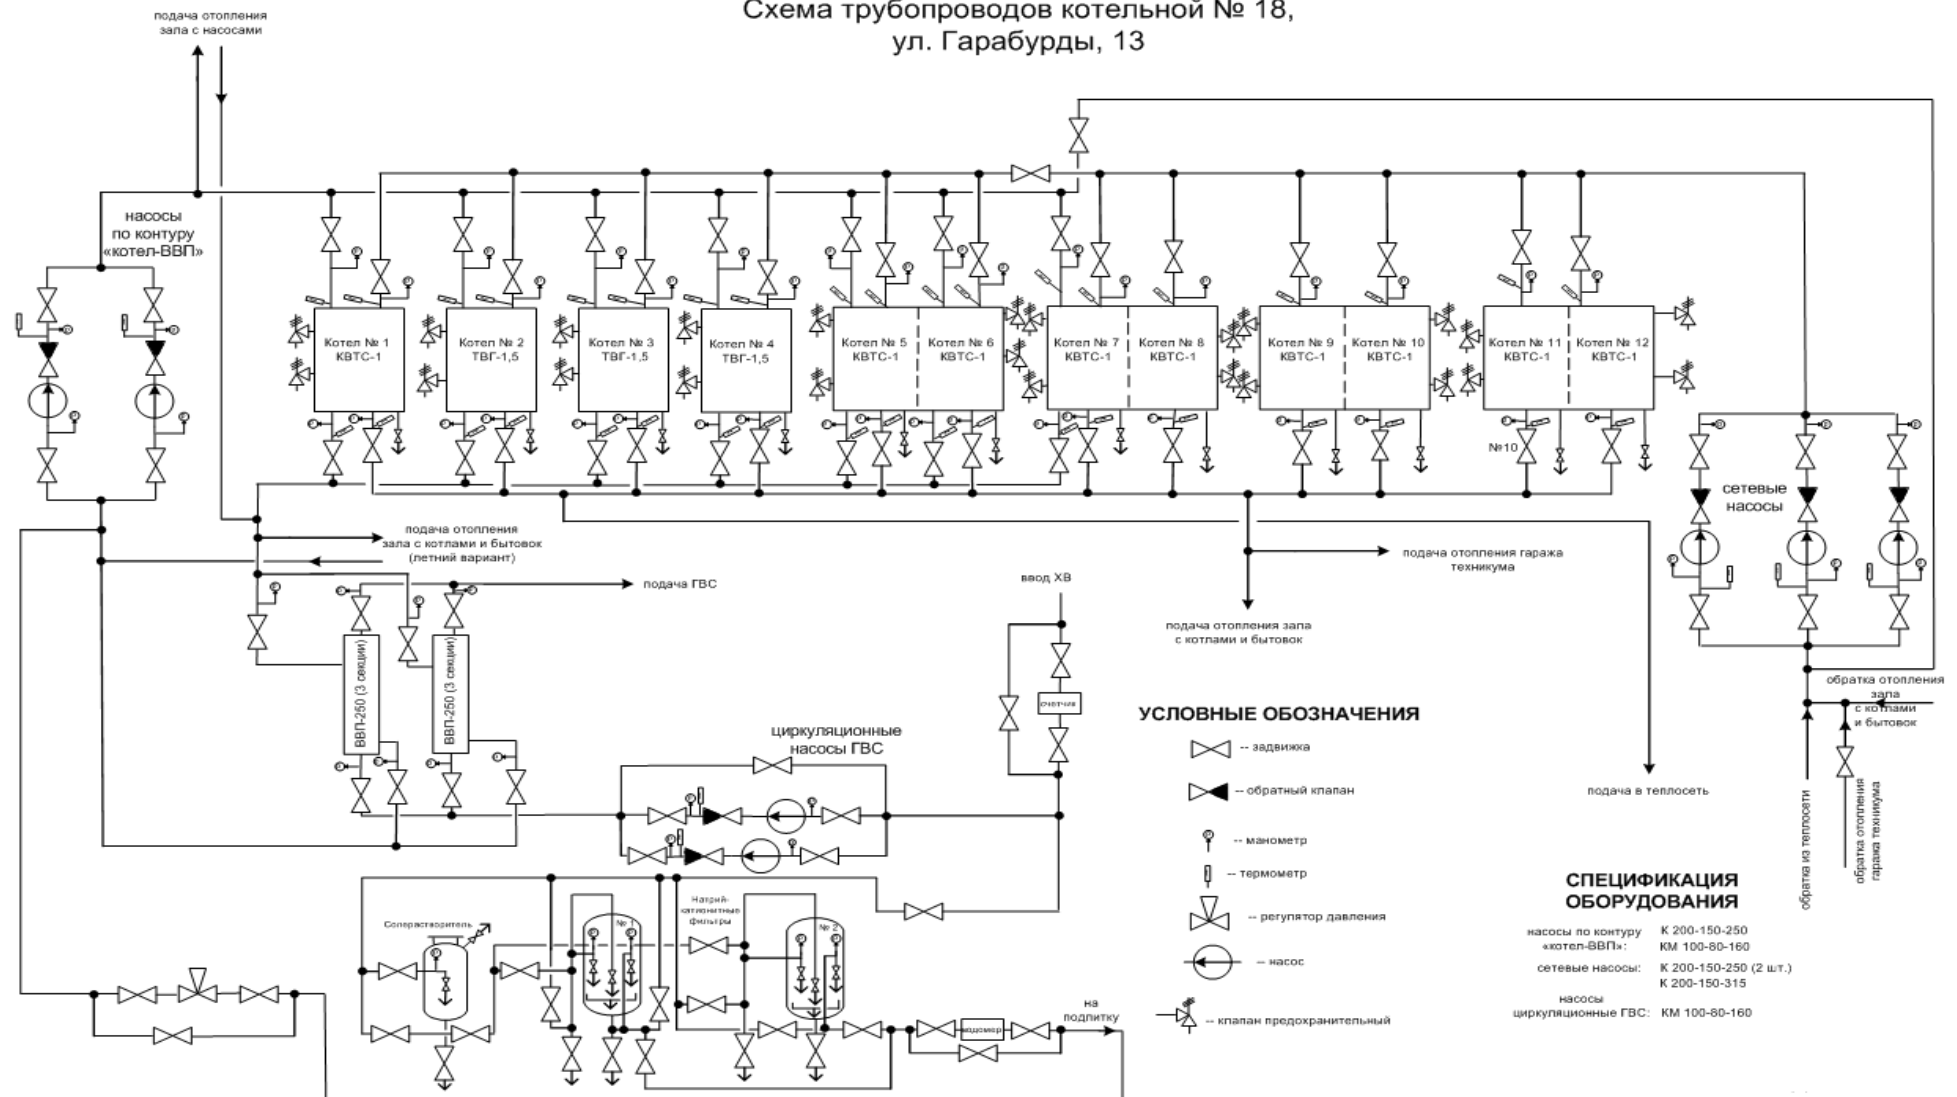 Схема трубопроводов котельной № 18,
ул. Гарабурды, 13
подача отопления
зала с насосами
насосы
по контуру
«котел-ВВП»
Котел № 1
КВТС-1
Котел № 2
ТВГ-1,5
Котел № 3
ТВГ-1,5
Котел № 4
ТВГ-1,5
Котел № 5
КВТС-1
Котел № 6
КВТС-1
Котел № 7
КВТС-1
Котел № 8
КВТС-1
Котел № 9
КВТС-1
Котел № 10
КВТС-1
Котел № 11
КВТС-1
Котел № 12
КВТС-1
№10
сетевые
насосы
подача отопления
зала с котлами и бытовок
(летний вариант)
подача ГВС
ввод ХВ
подача отопления гаража
техникума
подача отопления зала
с котлами и бытовок
ВВП-250 (3 секции)
ВВП-250 (3 секции)
счетчик
циркуляционные
насосы ГВС
обратка отопления
зала
с котлами
и бытовок
подача в теплосеть
обратка из теплосети
обратка отопления
гаража техникума
УСЛОВНЫЕ ОБОЗНАЧЕНИЯ
-- задвижка
-- обратный клапан
-- манометр
-- термометр
-- регулятор давления
-- насос
-- клапан предохранительный
Солерастворитель
№ 1
Натрий-
катионитные
фильтры
№ 2
водомер
на
подпитку
СПЕЦИФИКАЦИЯ
ОБОРУДОВАНИЯ
насосы по контуру К 200-150-250
«котел-ВВП»: КМ 100-80-160
сетевые насосы: К 200-150-250 (2 шт.)
К 200-150-315
насосы
циркуляционные ГВС: КМ 100-80-160